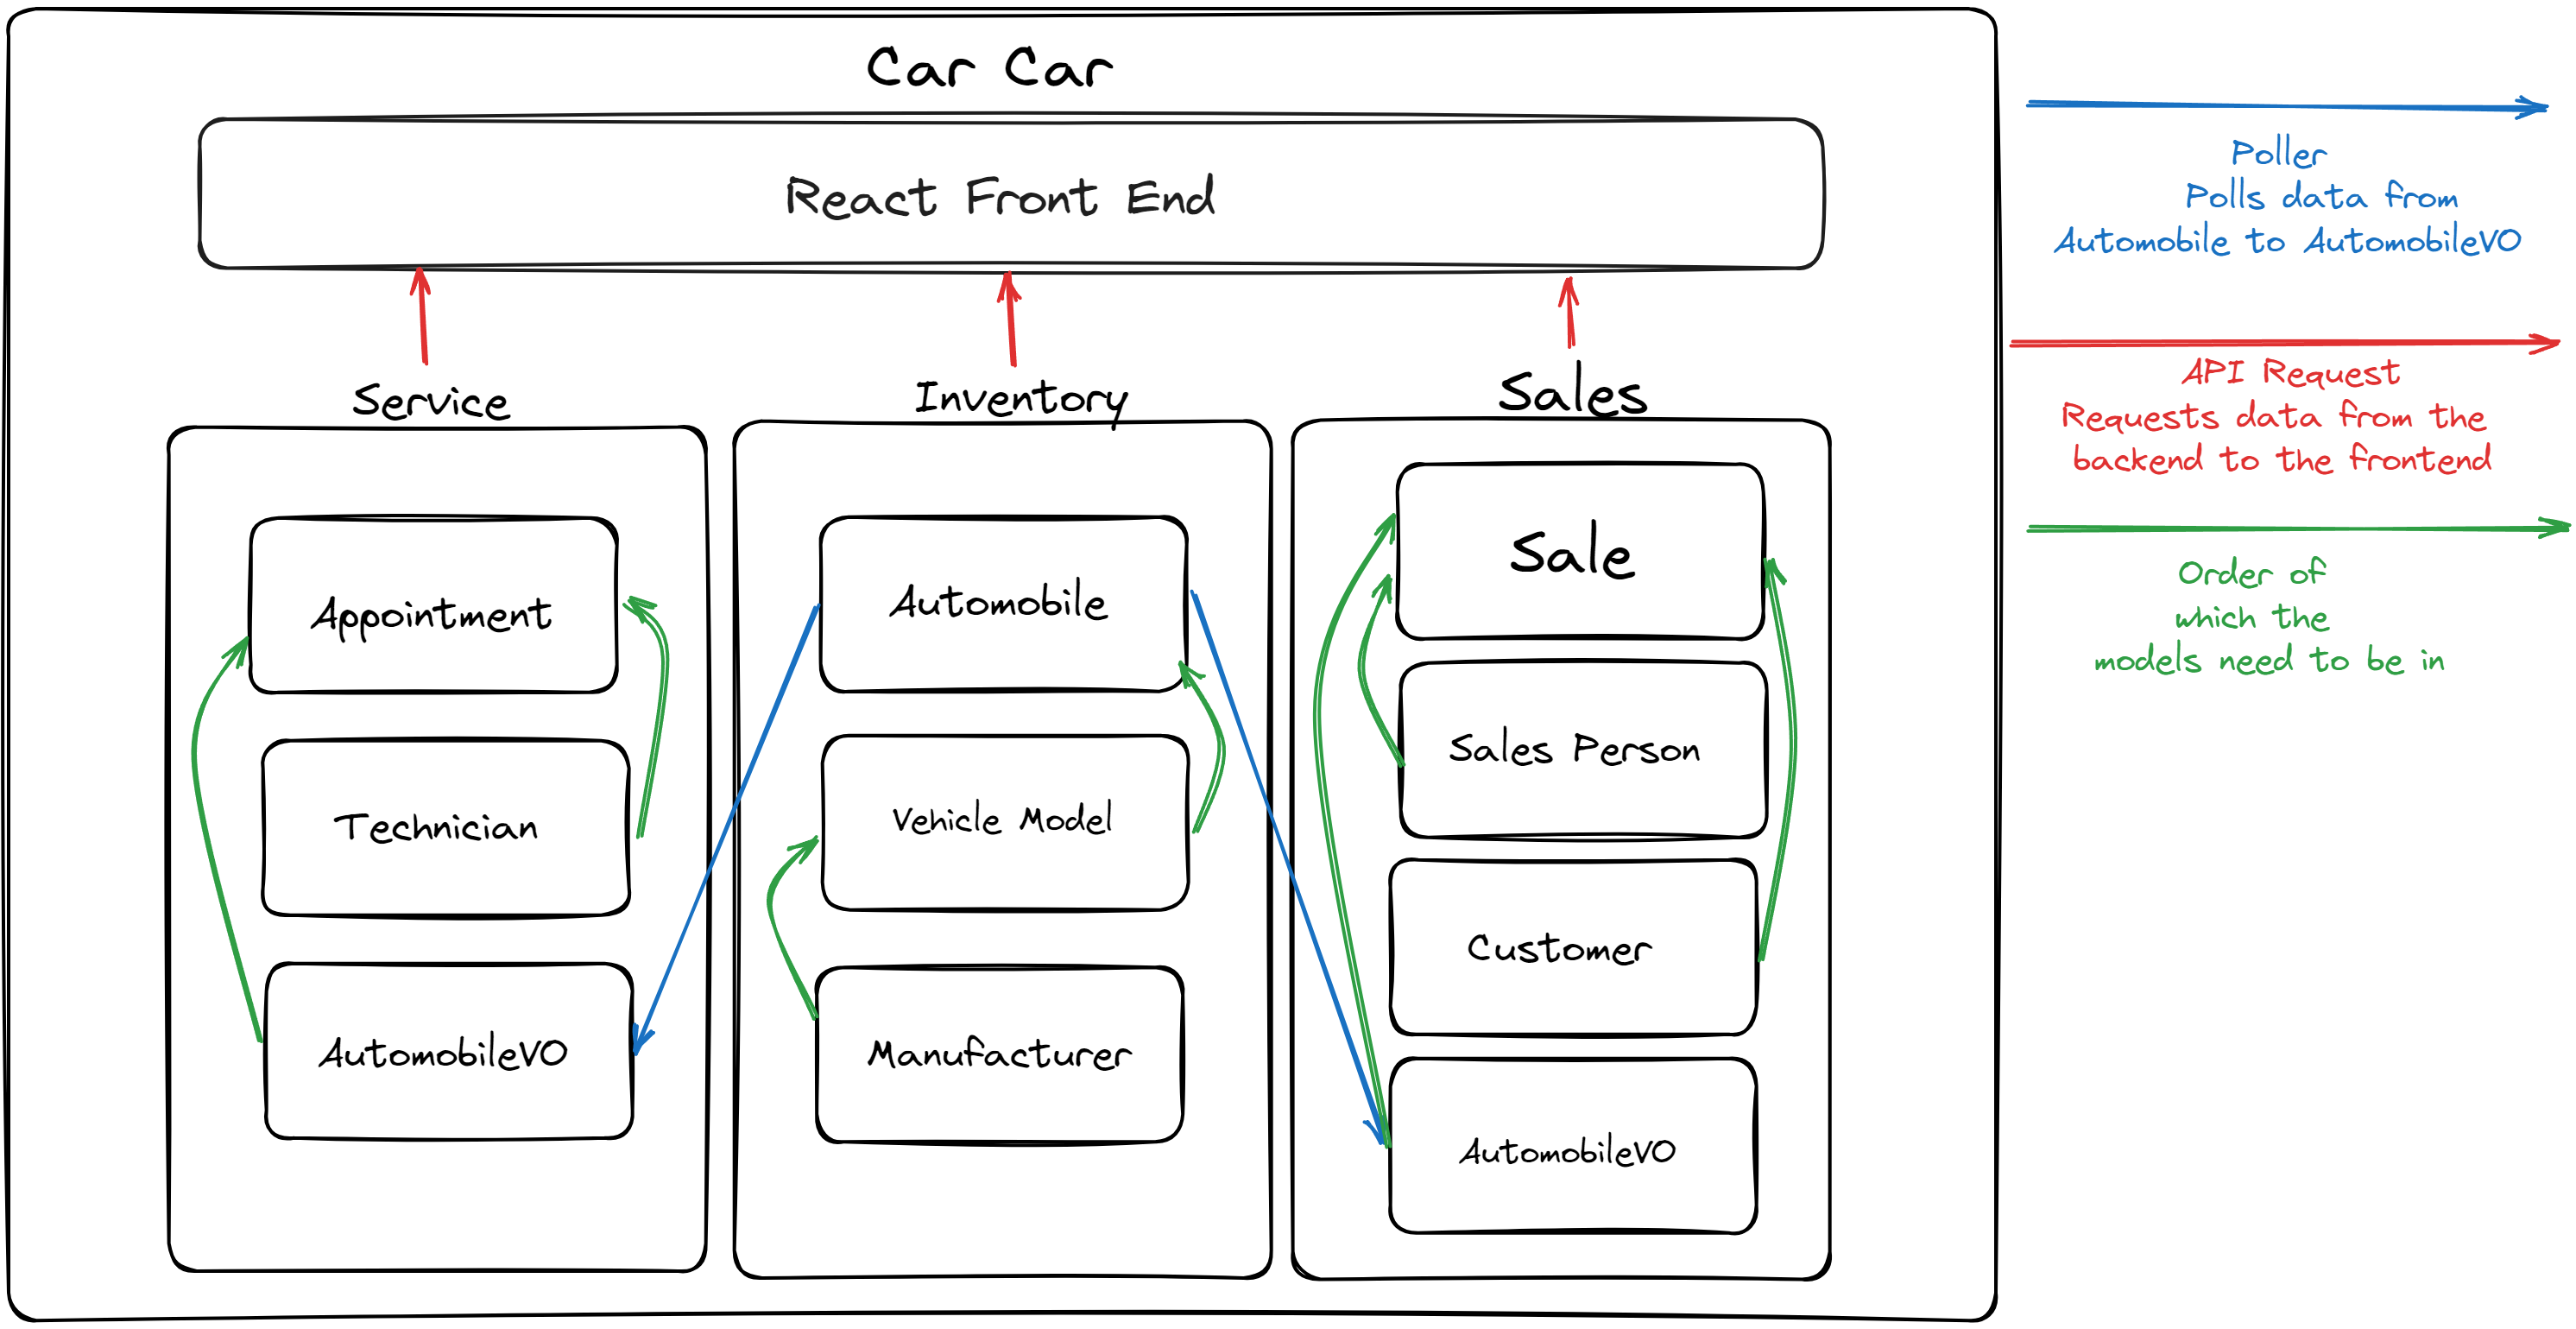 Car Car
React Front End
Service
Appointment
Technician
AutomobileVO
Inventory
Automobile
Vehicle Model
Manufacturer
Sales
Sale
Sales Person
Customer
AutomobileVO
Poller
Polls data from
Automobile to AutomobileVO
API Request
Requests data from the
backend to the frontend
Order of
which the
models need to be in